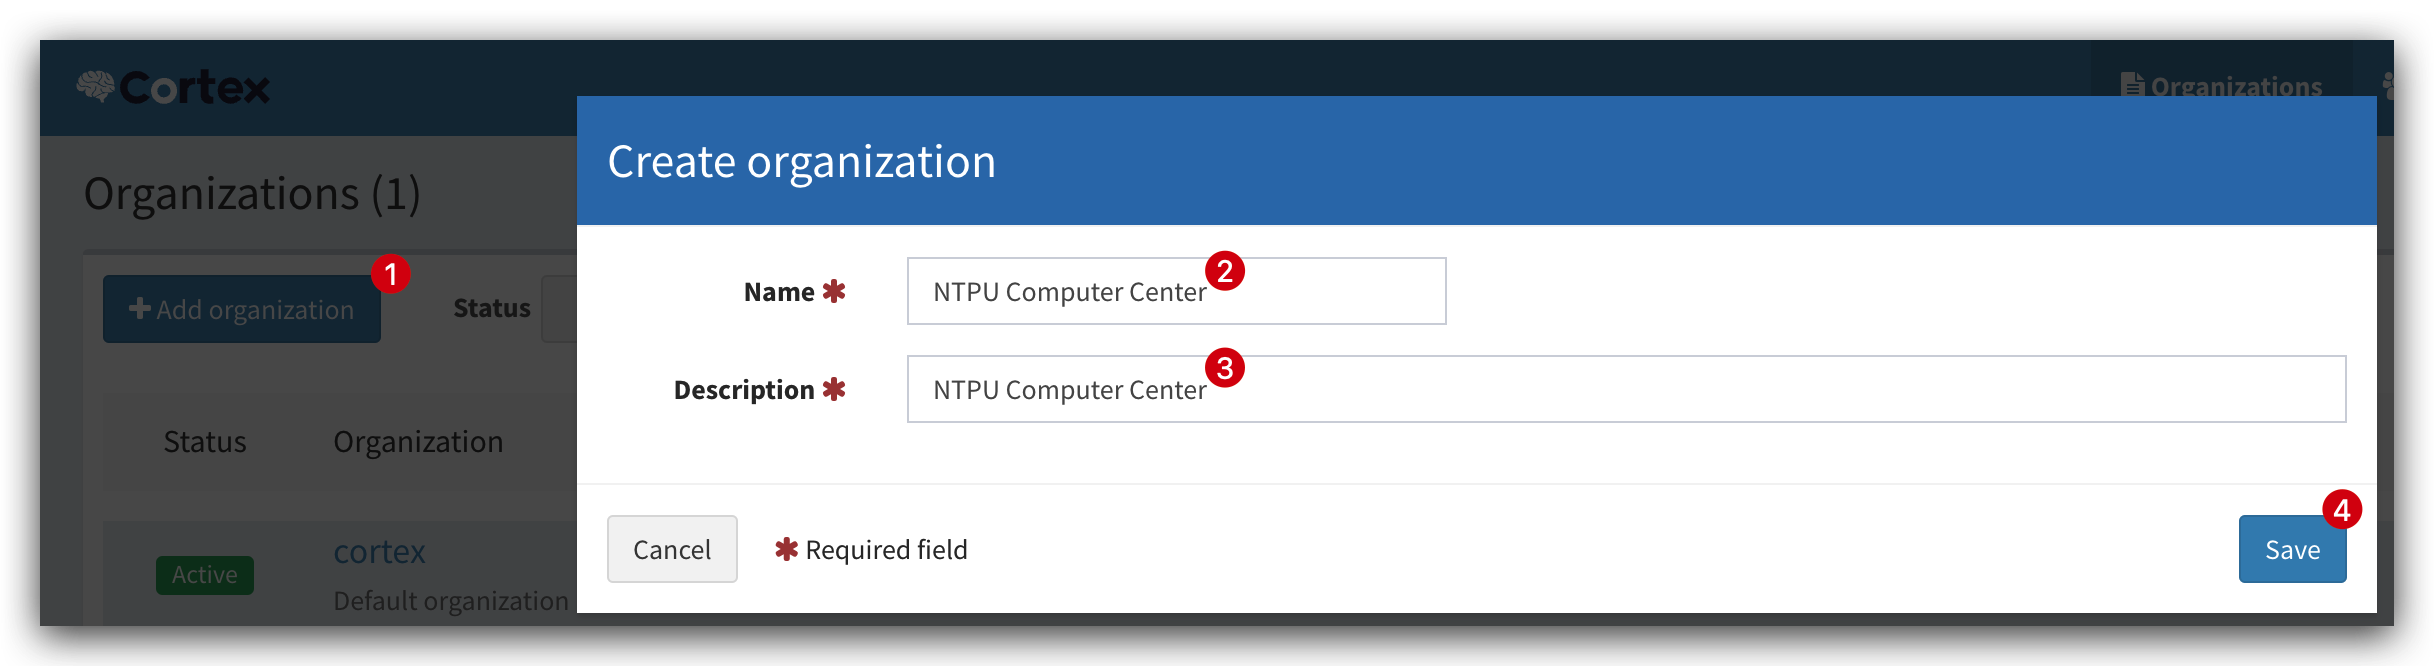 Cortex
Organizations
Create organization
Organizations (1)
1
Add organization
Status
Name * NTPU Computer Center 2
Description * NTPU Computer Center 3
Status Organization
Active cortex
Default organization
Cancel * Required field
Save 4